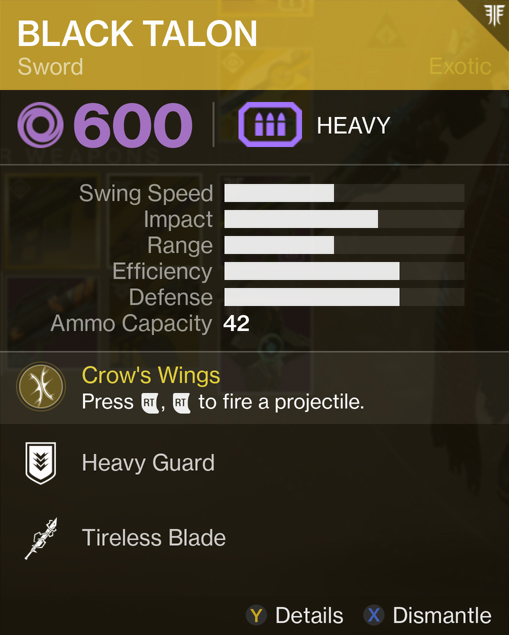 BLACK TALON
Sword
Exotic
600
HEAVY
Swing Speed
Impact
Range
Efficiency
Defense
Ammo Capacity 42
Crow's Wings
Press RT, RT to fire a projectile.
Heavy Guard
Tireless Blade
Y Details X Dismantle